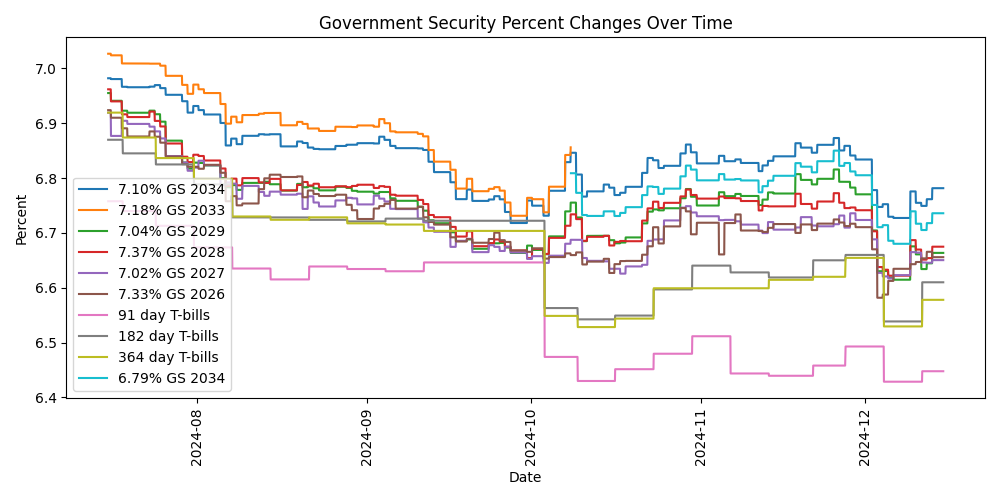 Government Security Percent Changes Over Time
Percent
7.0
6.9
6.8
6.7
6.6
6.5
6.4
7.10% GS 2034
7.18% GS 2033
7.04% GS 2029
7.37% GS 2028
7.02% GS 2027
7.33% GS 2026
91 day T-bills
182 day T-bills
364 day T-bills
6.79% GS 2034
2024-08
2024-09
2024-10
2024-11
2024-12
Date